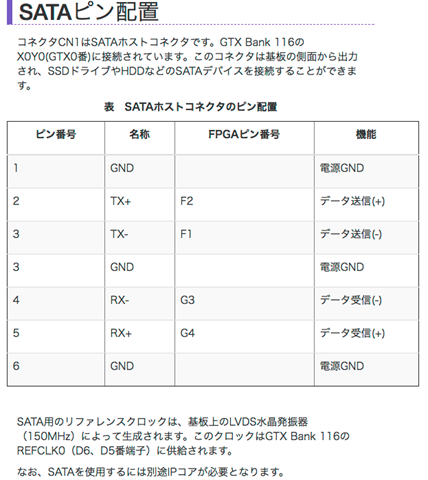 SATAピン配置
コネクタCN1はSATAホストコネクタです。GTX Bank 116の
X0Y0(GTX0番)に接続されています。このコネクタは基板の側面から出力
され、SSDドライブやHDDなどのSATAデバイスを接続することができま
す。
表 SATAホストコネクタのピン配置
ピン番号 名称 FPGAピン番号 機能
1 GND 電源GND
2 TX+ F2 データ送信(+)
3 TX- F1 データ送信(-)
3 GND 電源GND
4 RX- G3 データ受信(-)
5 RX+ G4 データ受信(+)
6 GND 電源GND
SATA用のリファレンスクロックは、基板上のLVDS水晶発振器
（150MHz）によって生成されます。このクロックはGTX Bank 116の
REFCLK0（D6、D5番端子）に供給されます。
なお、SATAを使用するには別途IPコアが必要となります。